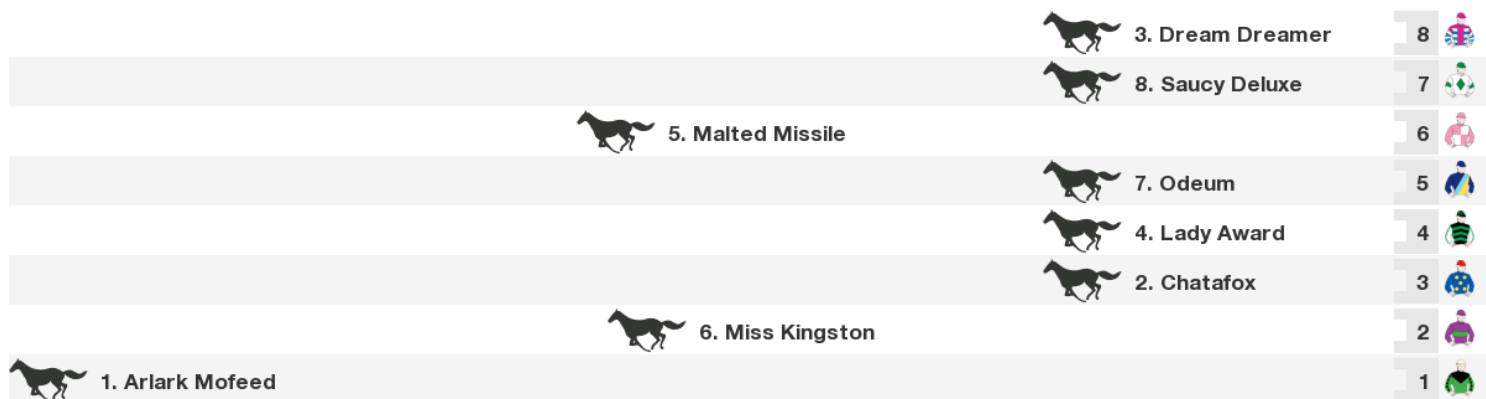 3. Dream Dreamer 8
8. Saucy Deluxe 7
5. Malted Missile 6
7. Odeum 5
4. Lady Award 4
2. Chatafox 3
6. Miss Kingston 2
1. Arlark Mofeed 1